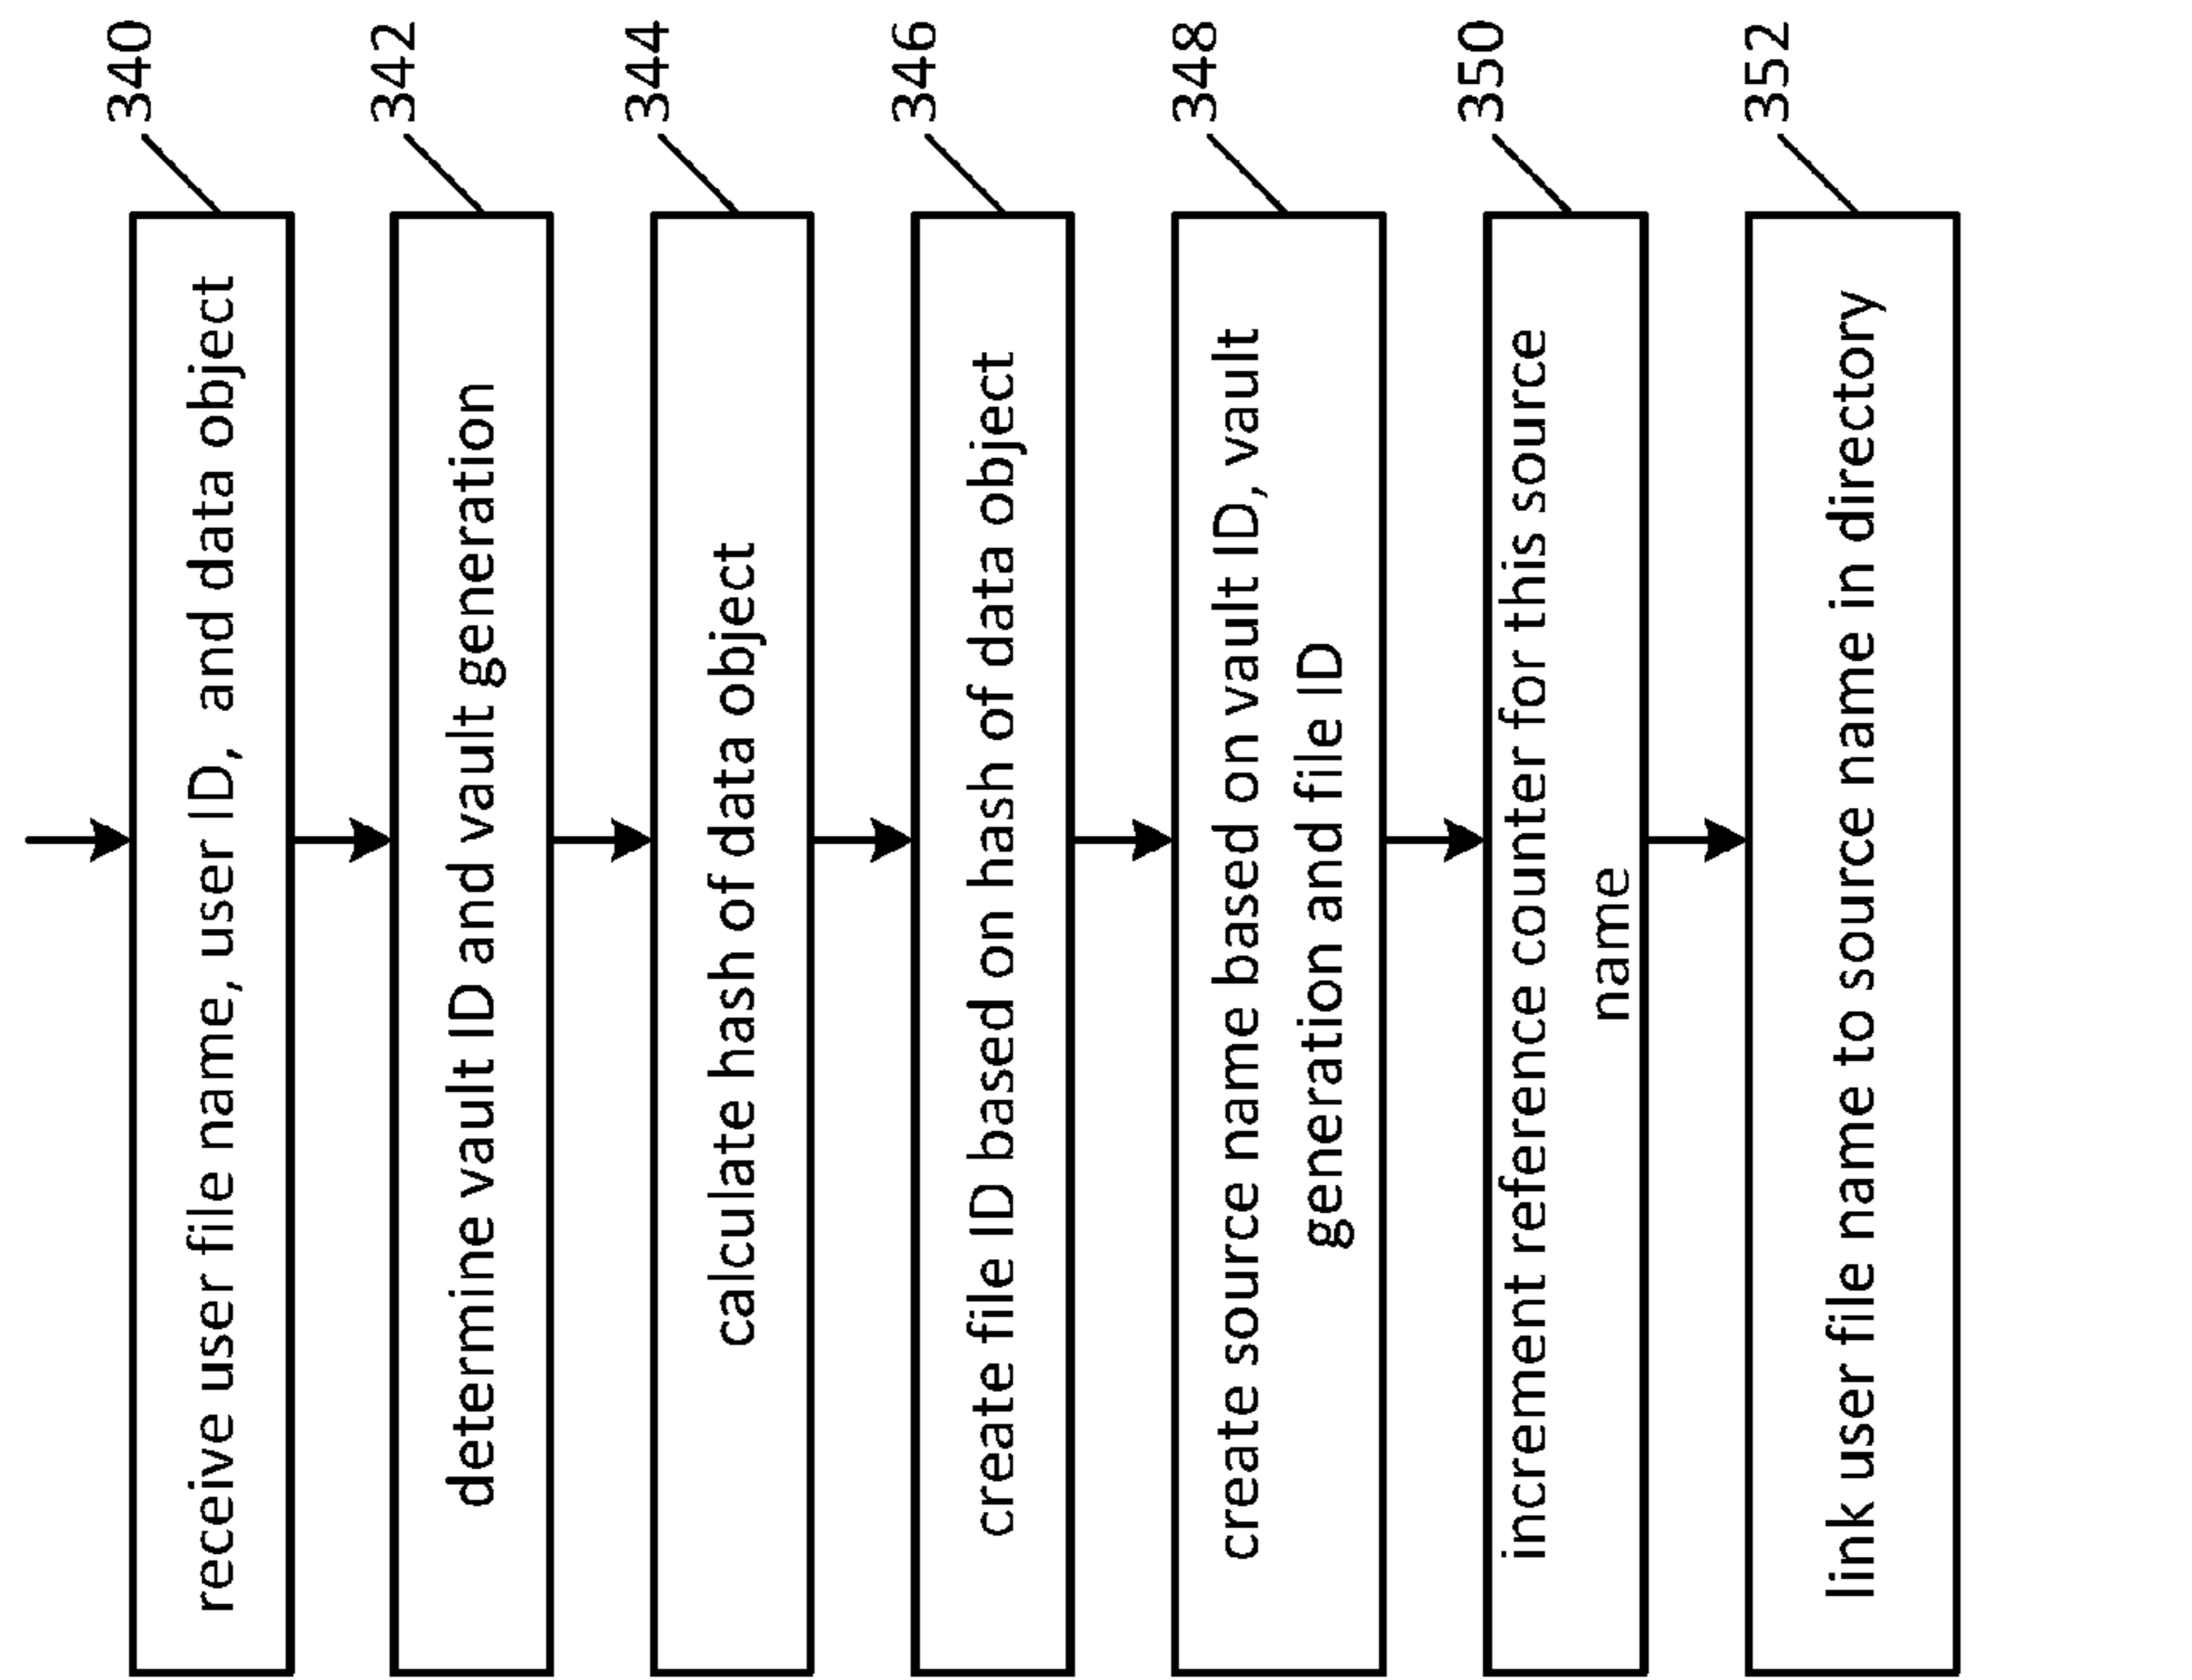 340
receive user file name, user ID, and data object
342
determine vault ID and vault generation
344
calculate hash of data object
346
create file ID based on hash of data object
348
create source name based on vault ID, vault
generation and file ID
350
increment reference counter for this source
name
352
link user file name to source name in directory